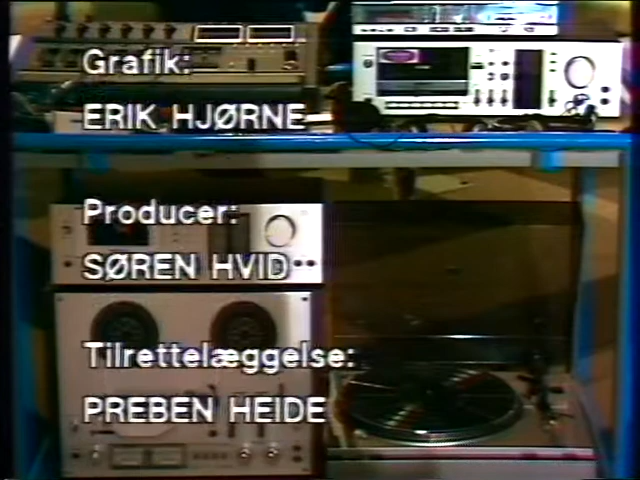 Grafik:
ERIK HJØRNE
Producer:
SØREN HVID
Tilrettelæggelse:
PREBEN HEIDE